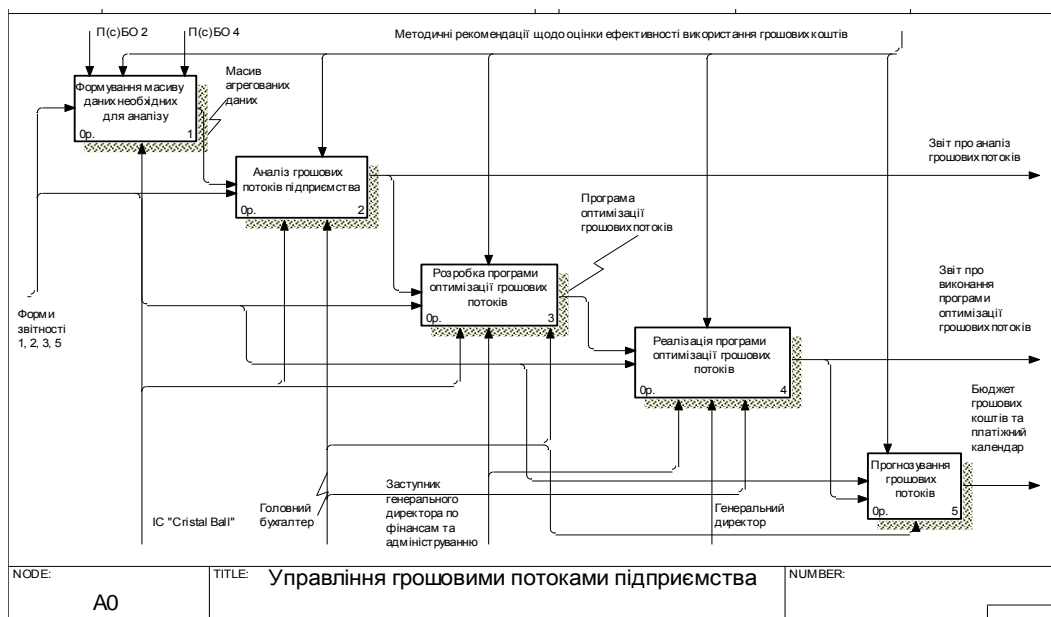 П(с)БО 2
П(с)БО 4
Методичні рекомендації щодо оцінки ефективності використання грошових коштів
Формування масиву
даних необхідних
для аналізу
0р.
1
Масив
агрегованих
даних
Аналіз грошових
потоків підприємства
0р.
2
Звіт про аналіз
грошових потоків
Програма
оптимізації
грошових потоків
Розробка програми
оптимізації грошових
потоків
0р.
3
Форми
звітності
1, 2, 3, 5
Звіт про
виконання
програми
оптимізації
грошових потоків
Реалізація програми
оптимізації грошових
потоків
0р.
4
Бюджет
грошових
коштів та
платіжний
календар
Прогнозування
грошових
потоків
0р.
5
ІС "Cristal Ball"
Головний
бухгалтер
Заступник
генерального
директора по
фінансам та
адмініструванню
Генеральний
директор
NODE:
A0
TITLE:
Управління грошовими потоками підприємства
NUMBER: